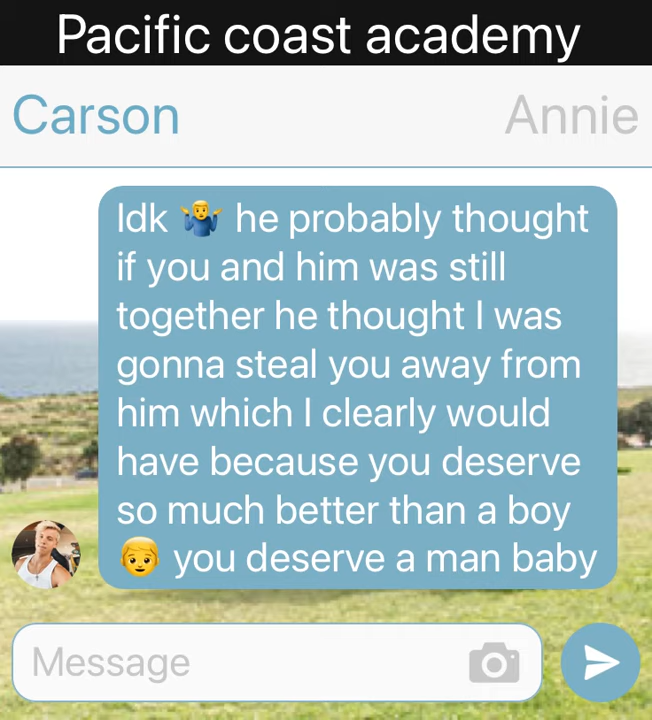 Pacific coast academy
Carson Annie
Idk 🤷‍♂️ he probably thought
if you and him was still
together he thought I was
gonna steal you away from
him which I clearly would
have because you deserve
so much better than a boy
👦 you deserve a man baby
Message